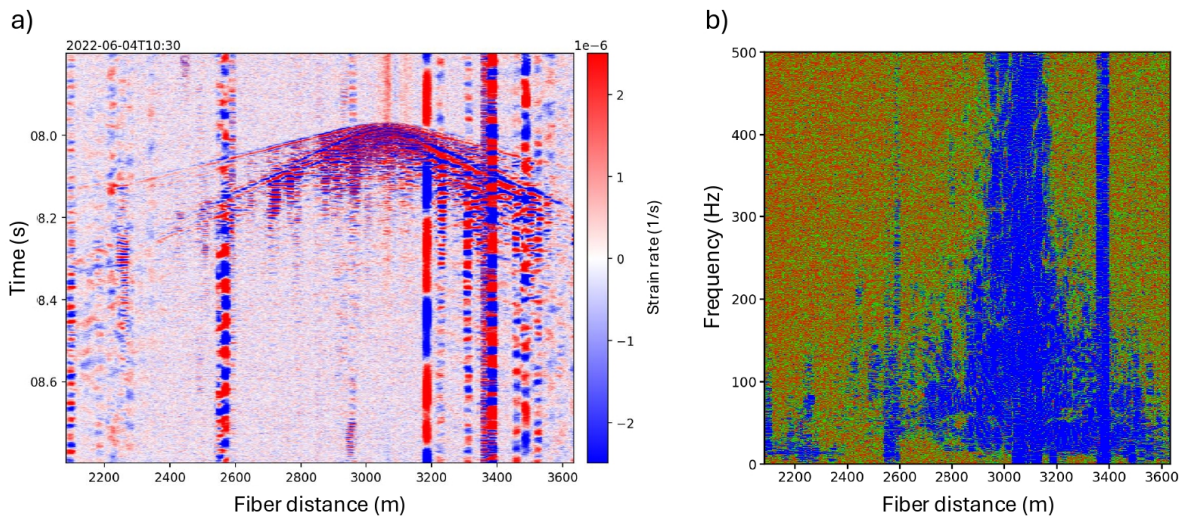 a)
2022-06-04T10:30
1e−6
08.0
8.2
8.4
08.6
2200 2400 2600 2800 3000 3200 3400 3600
Time (s)
Fiber distance (m)
2
1
0
−1
−2
Strain rate (1/s)
b)
500
400
300
200
100
0
2200 2400 2600 2800 3000 3200 3400 3600
Frequency (Hz)
Fiber distance (m)